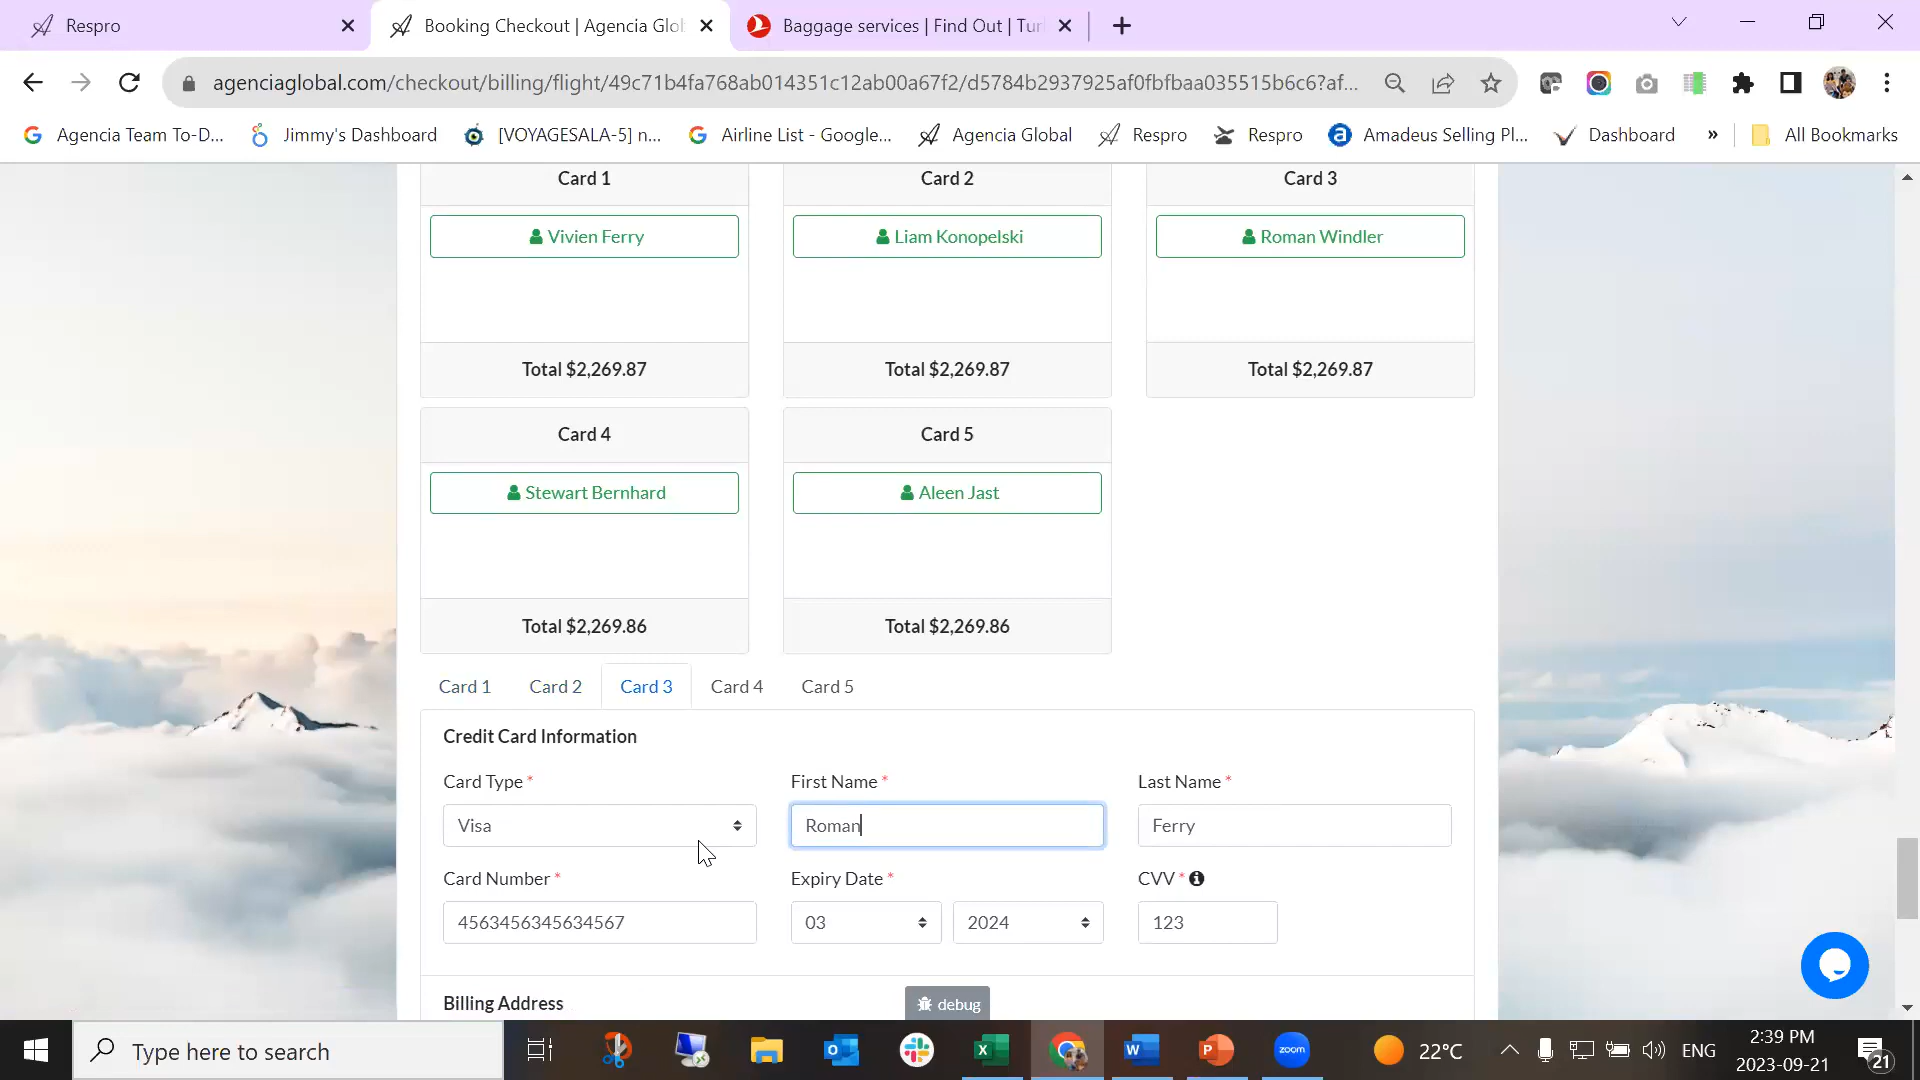 Respro
Booking Checkout | Agencia Glob
Baggage services | Find Out | Tur
agenciaglobal.com/checkout/billing/flight/49c71b4fa768ab014351c12ab00a67f2/d5784b2937925af0fbfbaa035515b6c6?af...
Agencia Team To-D...
Jimmy's Dashboard
[VOYAGESALA-5] n...
Airline List - Google...
Agencia Global
Respro
Respro
Amadeus Selling Pl...
Dashboard
»
All Bookmarks
Card 1
Card 2
Card 3
Vivien Ferry
Liam Konopelski
Roman Windler
Total $2,269.87
Total $2,269.87
Total $2,269.87
Card 4
Card 5
Stewart Bernhard
Aleen Jast
Total $2,269.86
Total $2,269.86
Card 1
Card 2
Card 3
Card 4
Card 5
Credit Card Information
Card Type *
First Name *
Last Name *
Visa
Roman
Ferry
Card Number *
Expiry Date *
CVV *
4563456345634567
03
2024
123
Billing Address
debug
Type here to search
zoom
22°C
ENG
2:39 PM
2023-09-21
21